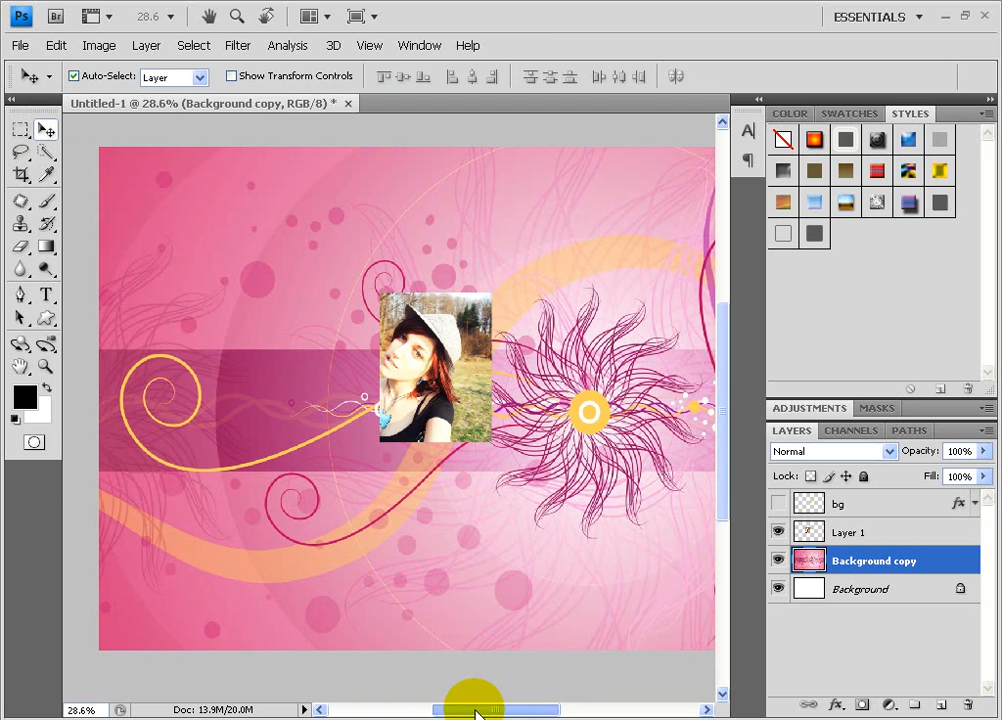 Ps Br 28.6 ESSENTIALS
File Edit Image Layer Select Filter Analysis 3D View Window Help
Auto-Select: Layer Show Transform Controls
Untitled-1 @ 28.6% (Background copy, RGB/8) *
COLOR SWATCHES STYLES
ADJUSTMENTS MASKS
LAYERS CHANNELS PATHS
Normal Opacity: 100%
Lock: Fill: 100%
bg fx
Layer 1
Background copy
Background
28.6% Doc: 13.9M/20.0M